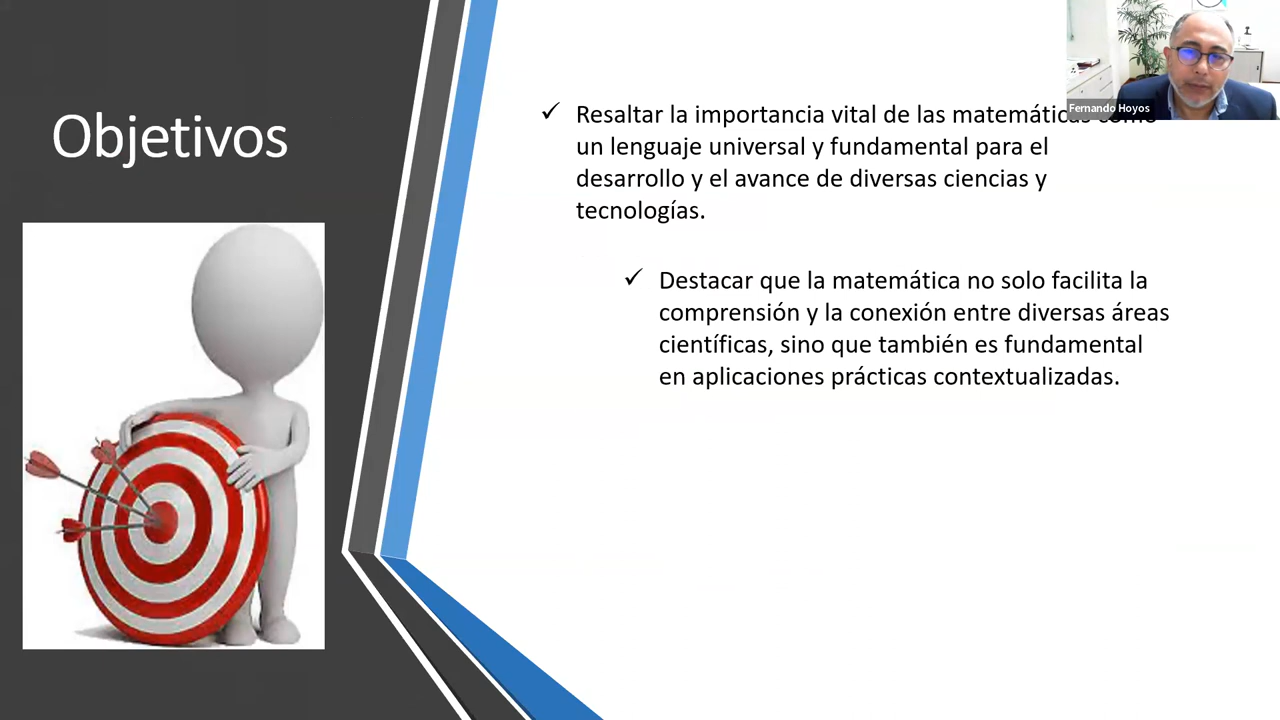 Objetivos
✓ Resaltar la importancia vital de las matemáticas como
un lenguaje universal y fundamental para el
desarrollo y el avance de diversas ciencias y
tecnologías.
✓ Destacar que la matemática no solo facilita la
comprensión y la conexión entre diversas áreas
científicas, sino que también es fundamental
en aplicaciones prácticas contextualizadas.
Fernando Hoyos